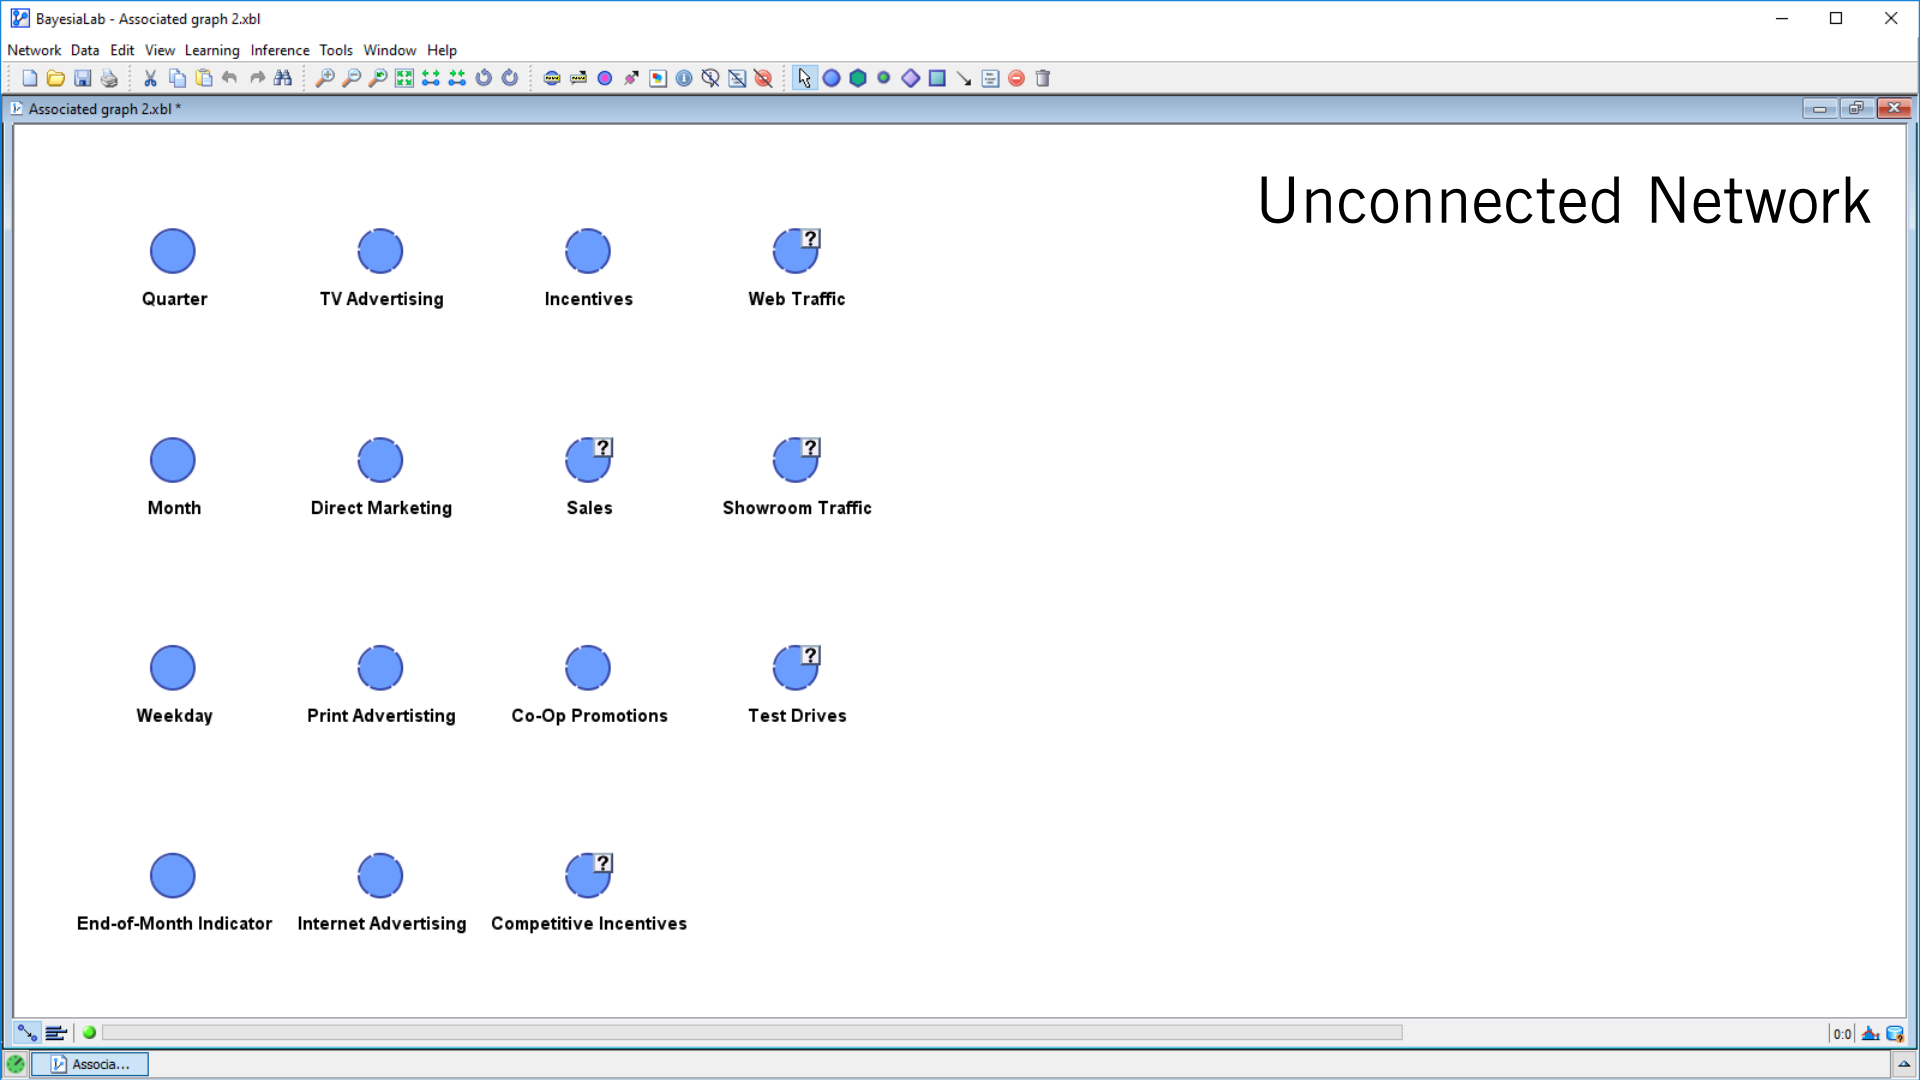 BayesiaLab - Associated graph 2.xbl
Network Data Edit View Learning Inference Tools Window Help
Associated graph 2.xbl *
Unconnected Network
? 
Quarter TV Advertising Incentives Web Traffic
? ?
Month Direct Marketing Sales Showroom Traffic
?
Weekday Print Advertisting Co-Op Promotions Test Drives
?
End-of-Month Indicator Internet Advertising Competitive Incentives
0:0
Associa...